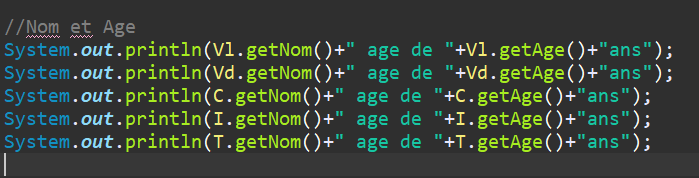 //Nom et Age
System.out.println(Vl.getNom()+" age de "+Vl.getAge()+"ans");
System.out.println(Vd.getNom()+" age de "+Vd.getAge()+"ans");
System.out.println(C.getNom()+" age de "+C.getAge()+"ans");
System.out.println(I.getNom()+" age de "+I.getAge()+"ans");
System.out.println(T.getNom()+" age de "+T.getAge()+"ans");